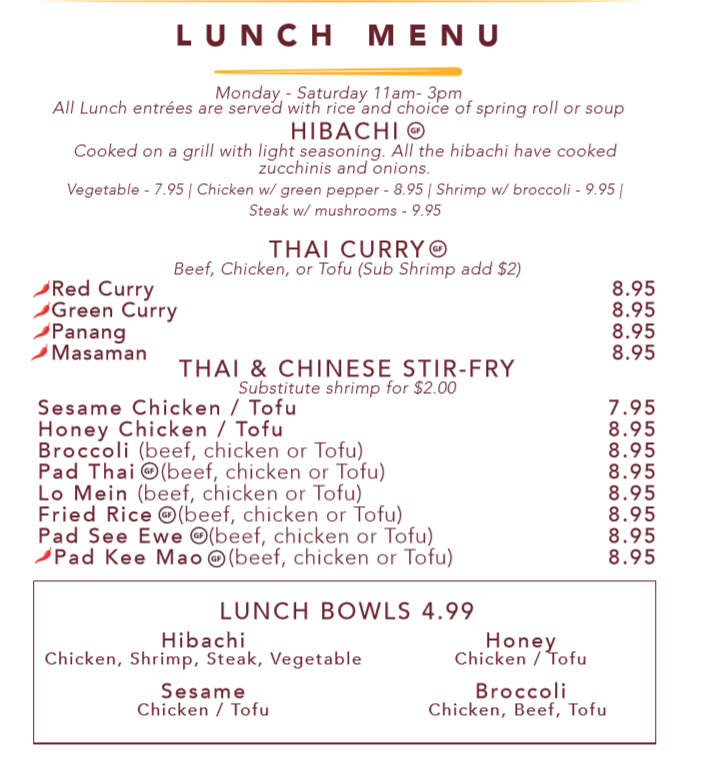 LUNCH MENU
Monday - Saturday 11am- 3pm
All Lunch entrées are served with rice and choice of spring roll or soup
HIBACHI GF
Cooked on a grill with light seasoning. All the hibachi have cooked
zucchinis and onions.
Vegetable - 7.95 | Chicken w/ green pepper - 8.95 | Shrimp w/ broccoli - 9.95 |
Steak w/ mushrooms - 9.95
THAI CURRY GF
Beef, Chicken, or Tofu (Sub Shrimp add $2)
Red Curry 8.95
Green Curry 8.95
Panang 8.95
Masaman 8.95
THAI & CHINESE STIR-FRY
Substitute shrimp for $2.00
Sesame Chicken / Tofu 7.95
Honey Chicken / Tofu 8.95
Broccoli (beef, chicken or Tofu) 8.95
Pad Thai GF (beef, chicken or Tofu) 8.95
Lo Mein (beef, chicken or Tofu) 8.95
Fried Rice GF (beef, chicken or Tofu) 8.95
Pad See Ewe GF (beef, chicken or Tofu) 8.95
Pad Kee Mao GF (beef, chicken or Tofu) 8.95
LUNCH BOWLS 4.99
Hibachi
Chicken, Shrimp, Steak, Vegetable
Honey
Chicken / Tofu
Sesame
Chicken / Tofu
Broccoli
Chicken, Beef, Tofu